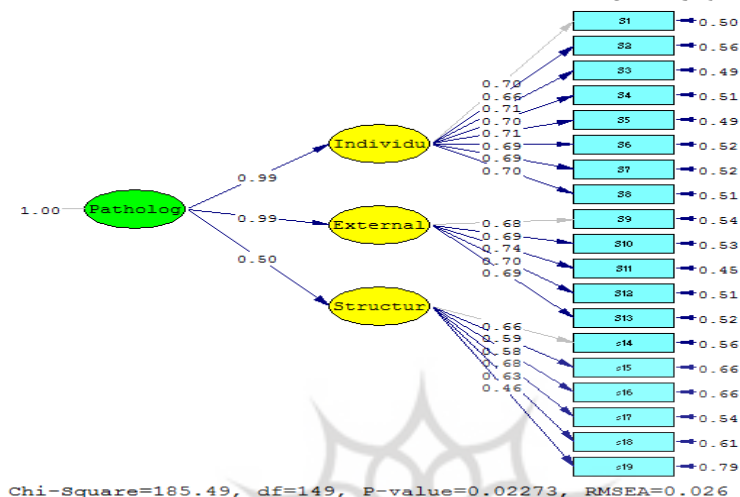 S1 0.50
S2 0.56
S3 0.49
S4 0.51
S5 0.49
S6 0.52
S7 0.52
S8 0.51
S9 0.54
S10 0.53
S11 0.45
S12 0.51
S13 0.52
s14 0.56
s15 0.66
s16 0.66
s17 0.54
s18 0.61
s19 0.79
0.70
0.66
0.71
0.70
0.71
0.69
0.69
0.70
Individu
0.99
1.00
Patholog
0.99
External
0.68
0.69
0.74
0.70
0.69
0.50
Structur
0.66
0.59
0.58
0.68
0.63
0.46
Chi-Square=185.49, df=149, P-value=0.02273, RMSEA=0.026